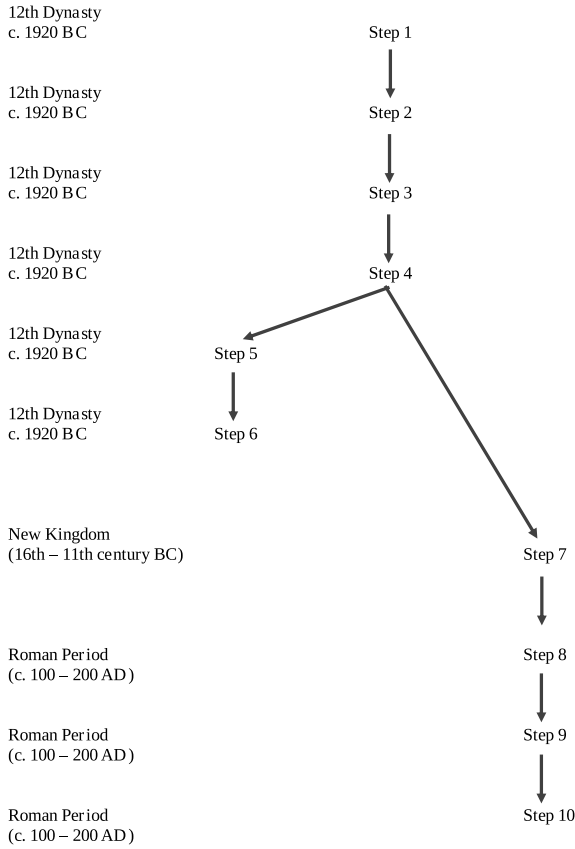 12th Dynasty
c. 1920 BC
Step 1
12th Dynasty
c. 1920 BC
Step 2
12th Dynasty
c. 1920 BC
Step 3
12th Dynasty
c. 1920 BC
Step 4
12th Dynasty
c. 1920 BC
Step 5
12th Dynasty
c. 1920 BC
Step 6
New Kingdom
(16th – 11th century BC)
Step 7
Roman Period
(c. 100 – 200 AD)
Step 8
Roman Period
(c. 100 – 200 AD)
Step 9
Roman Period
(c. 100 – 200 AD)
Step 10